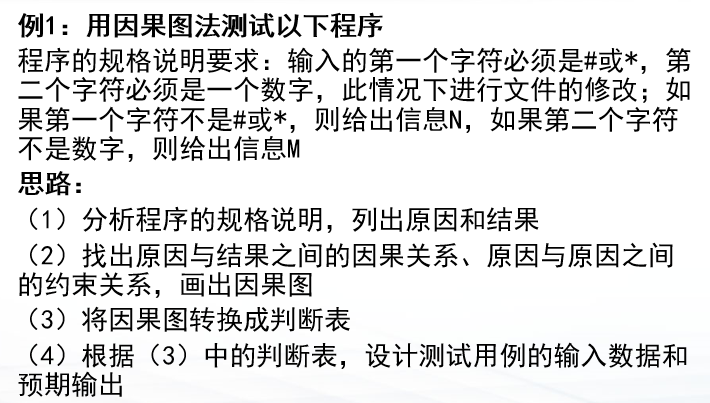 例1：用因果图法测试以下程序
程序的规格说明要求：输入的第一个字符必须是#或*，第
二个字符必须是一个数字，此情况下进行文件的修改；如
果第一个字符不是#或*，则给出信息N，如果第二个字符
不是数字，则给出信息M
思路：
（1）分析程序的规格说明，列出原因和结果
（2）找出原因与结果之间的因果关系、原因与原因之间
的约束关系，画出因果图
（3）将因果图转换成判断表
（4）根据（3）中的判断表，设计测试用例的输入数据和
预期输出